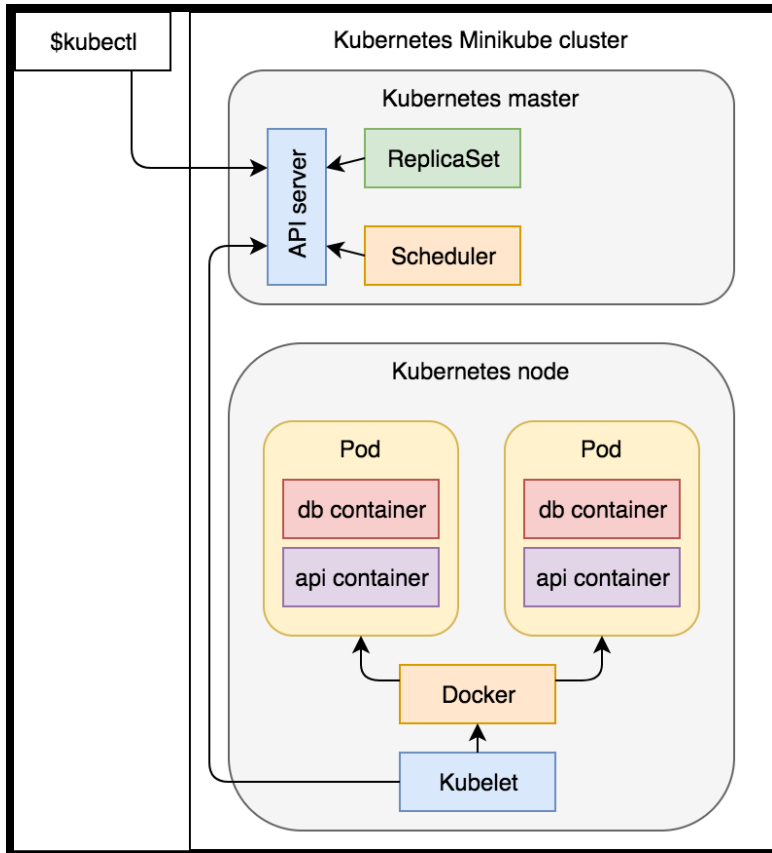 $kubectl
Kubernetes Minikube cluster
Kubernetes master
API server
ReplicaSet
Scheduler
Kubernetes node
Pod
db container
api container
Pod
db container
api container
Docker
Kubelet